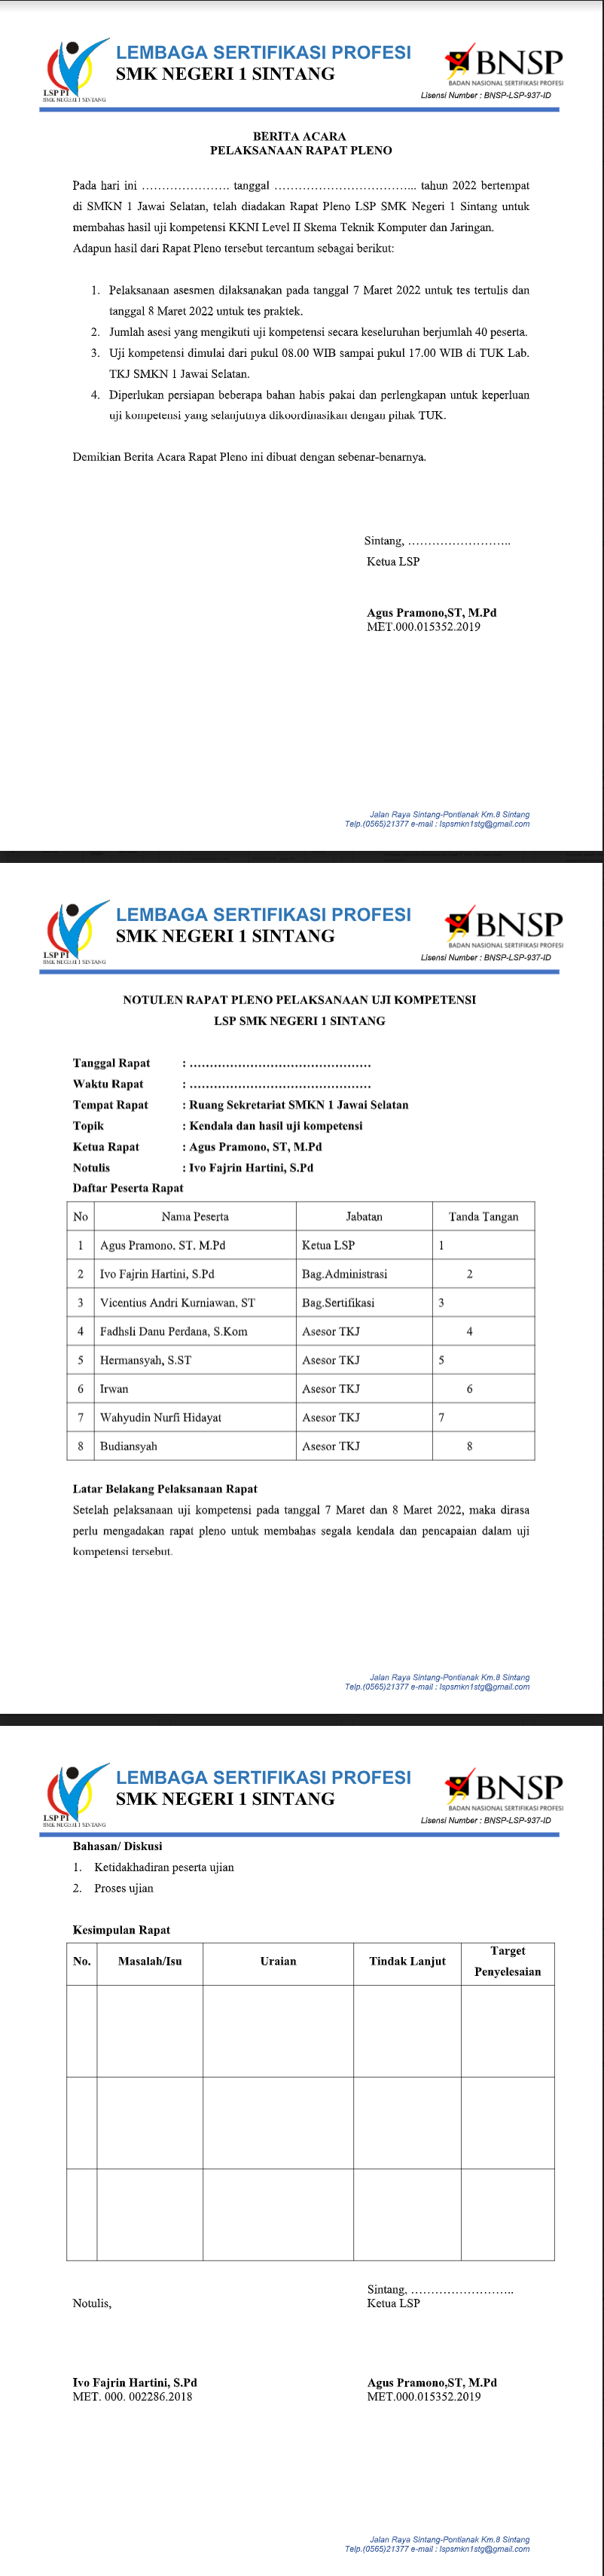 LEMBAGA SERTIFIKASI PROFESI
SMK NEGERI 1 SINTANG
LSP P1
SMK NEGERI 1 SINTANG
BNSP
BADAN NASIONAL SERTIFIKASI PROFESI
Lisensi Number : BNSP-LSP-937-ID
BERITA ACARA
PELAKSANAAN RAPAT PLENO
Pada hari ini …………………. tanggal ……………………………... tahun 2022 bertempat
di SMKN 1 Jawai Selatan, telah diadakan Rapat Pleno LSP SMK Negeri 1 Sintang untuk
membahas hasil uji kompetensi KKNI Level II Skema Teknik Komputer dan Jaringan.
Adapun hasil dari Rapat Pleno tersebut tercantum sebagai berikut:
1. Pelaksanaan asesmen dilaksanakan pada tanggal 7 Maret 2022 untuk tes tertulis dan
tanggal 8 Maret 2022 untuk tes praktek.
2. Jumlah asesi yang mengikuti uji kompetensi secara keseluruhan berjumlah 40 peserta.
3. Uji kompetensi dimulai dari pukul 08.00 WIB sampai pukul 17.00 WIB di TUK Lab.
TKJ SMKN 1 Jawai Selatan.
4. Diperlukan persiapan beberapa bahan habis pakai dan perlengkapan untuk keperluan
uji kompetensi yang selanjutnya dikoordinasikan dengan pihak TUK.
Demikian Berita Acara Rapat Pleno ini dibuat dengan sebenar-benarnya.
Sintang, ……………………..
Ketua LSP
Agus Pramono,ST, M.Pd
MET.000.015352.2019
Jalan Raya Sintang-Pontianak Km.8 Sintang
Telp.(0565)21377 e-mail : lspsmkn1stg@gmail.com
LEMBAGA SERTIFIKASI PROFESI
SMK NEGERI 1 SINTANG
LSP P1
SMK NEGERI 1 SINTANG
BNSP
BADAN NASIONAL SERTIFIKASI PROFESI
Lisensi Number : BNSP-LSP-937-ID
NOTULEN RAPAT PLENO PELAKSANAAN UJI KOMPETENSI
LSP SMK NEGERI 1 SINTANG
Tanggal Rapat : ………………………………………
Waktu Rapat : ………………………………………
Tempat Rapat : Ruang Sekretariat SMKN 1 Jawai Selatan
Topik : Kendala dan hasil uji kompetensi
Ketua Rapat : Agus Pramono, ST, M.Pd
Notulis : Ivo Fajrin Hartini, S.Pd
Daftar Peserta Rapat
No Nama Peserta Jabatan Tanda Tangan
1 Agus Pramono, ST, M.Pd Ketua LSP 1
2 Ivo Fajrin Hartini, S.Pd Bag.Administrasi 2
3 Vicentius Andri Kurniawan, ST Bag.Sertifikasi 3
4 Fadhsli Danu Perdana, S.Kom Asesor TKJ 4
5 Hermansyah, S.ST Asesor TKJ 5
6 Irwan Asesor TKJ 6
7 Wahyudin Nurfi Hidayat Asesor TKJ 7
8 Budiansyah Asesor TKJ 8
Latar Belakang Pelaksanaan Rapat
Setelah pelaksanaan uji kompetensi pada tanggal 7 Maret dan 8 Maret 2022, maka dirasa
perlu mengadakan rapat pleno untuk membahas segala kendala dan pencapaian dalam uji
kompetensi tersebut.
Jalan Raya Sintang-Pontianak Km.8 Sintang
Telp.(0565)21377 e-mail : lspsmkn1stg@gmail.com
LEMBAGA SERTIFIKASI PROFESI
SMK NEGERI 1 SINTANG
LSP P1
SMK NEGERI 1 SINTANG
BNSP
BADAN NASIONAL SERTIFIKASI PROFESI
Lisensi Number : BNSP-LSP-937-ID
Bahasan/ Diskusi
1. Ketidakhadiran peserta ujian
2. Proses ujian
Kesimpulan Rapat
No. Masalah/Isu Uraian Tindak Lanjut Target
Penyelesaian
Sintang, ……………………..
Notulis, Ketua LSP
Ivo Fajrin Hartini, S.Pd Agus Pramono,ST, M.Pd
MET. 000. 002286.2018 MET.000.015352.2019
Jalan Raya Sintang-Pontianak Km.8 Sintang
Telp.(0565)21377 e-mail : lspsmkn1stg@gmail.com